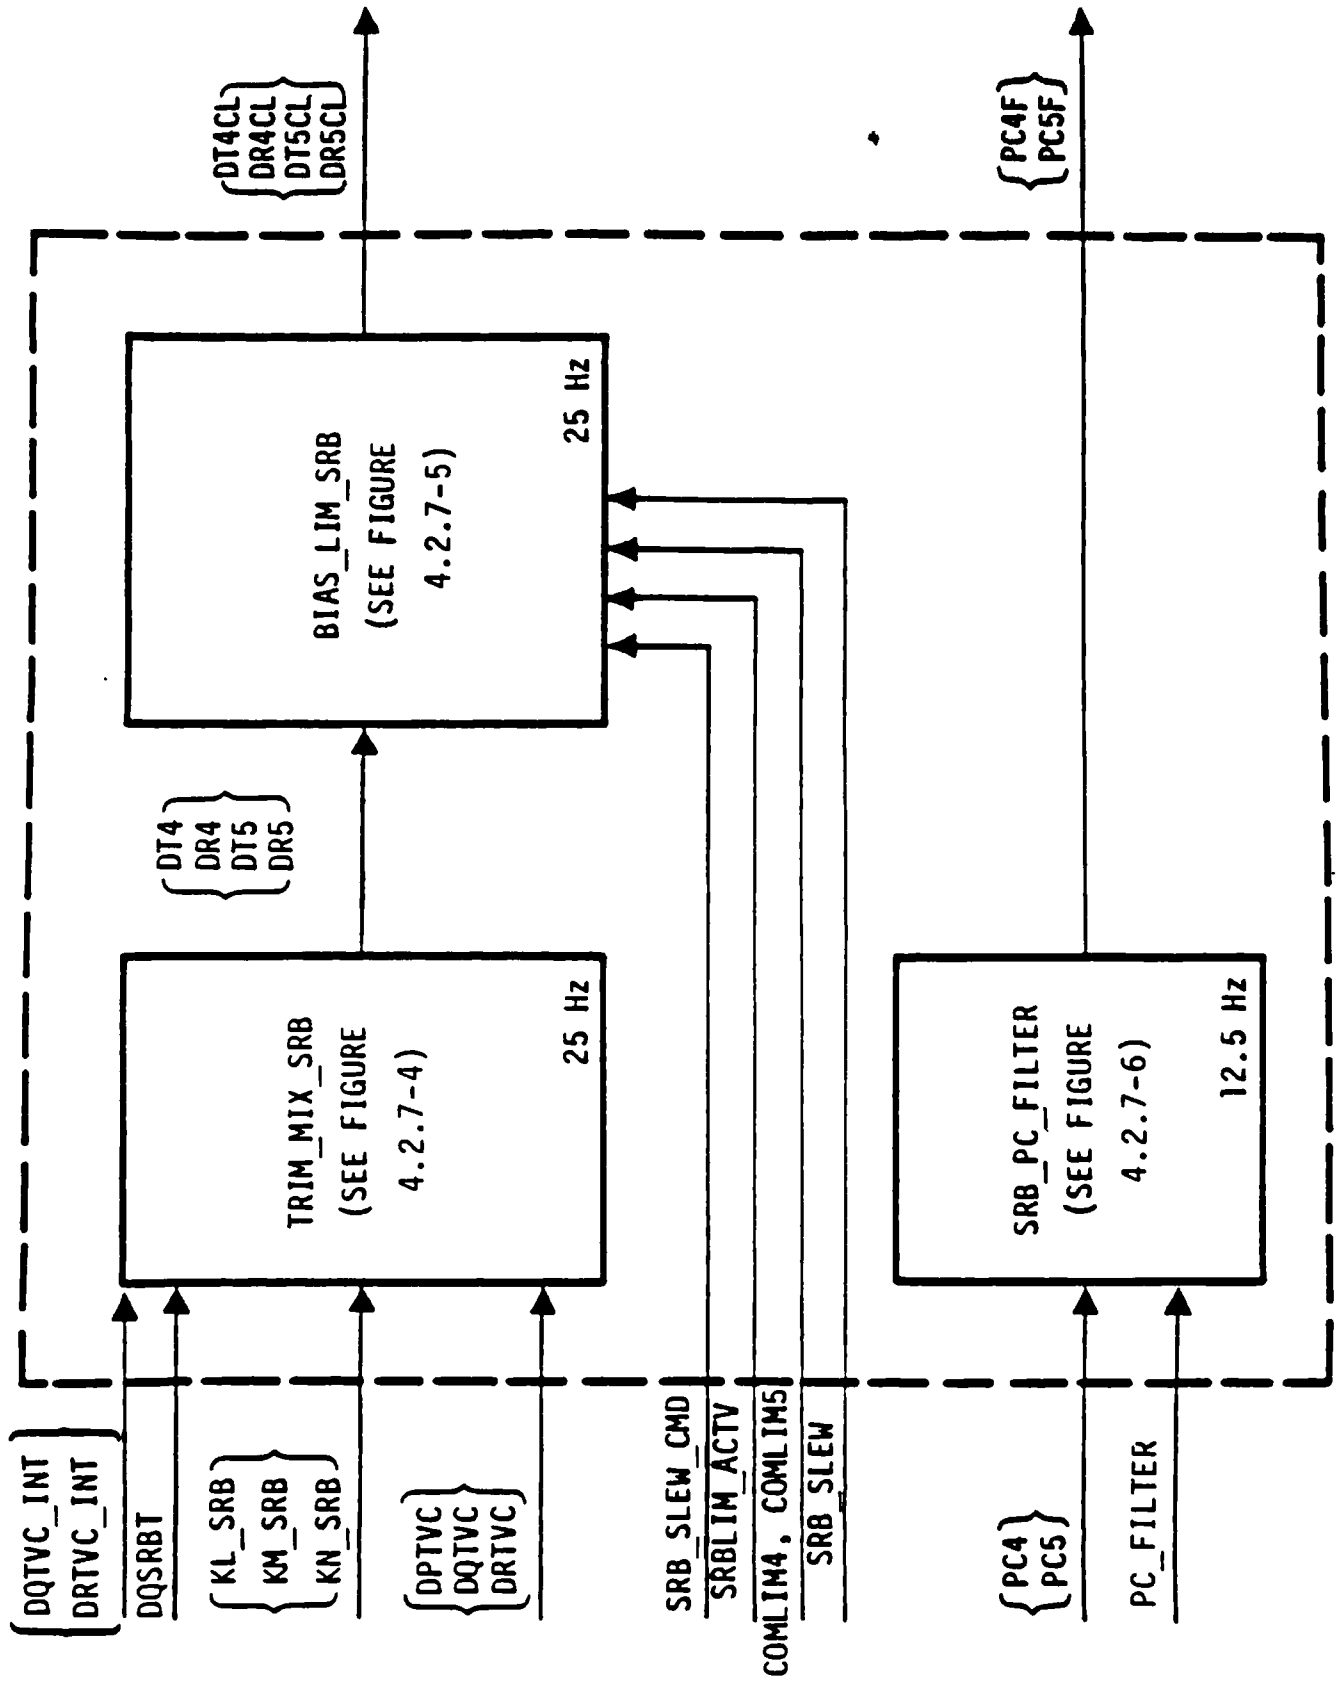 DQTVC_INT
DRTVC_INT
DQSRBT
KL_SRB
KM_SRB
KN_SRB
DPTVC
DQTVC
DRTVC
TRIM_MIX_SRB
(SEE FIGURE
4.2.7-4)
25 Hz
DT4
DR4
DT5
DR5
BIAS_LIM_SRB
(SEE FIGURE
4.2.7-5)
25 Hz
DT4CL
DR4CL
DT5CL
DR5CL
SRB_SLEW_CMD
SRBLIM_ACTV
COMLIM4, COMLIM5
SRB_SLEW
PC4
PC5
PC_FILTER
SRB_PC_FILTER
(SEE FIGURE
4.2.7-6)
12.5 Hz
PC4F
PC5F